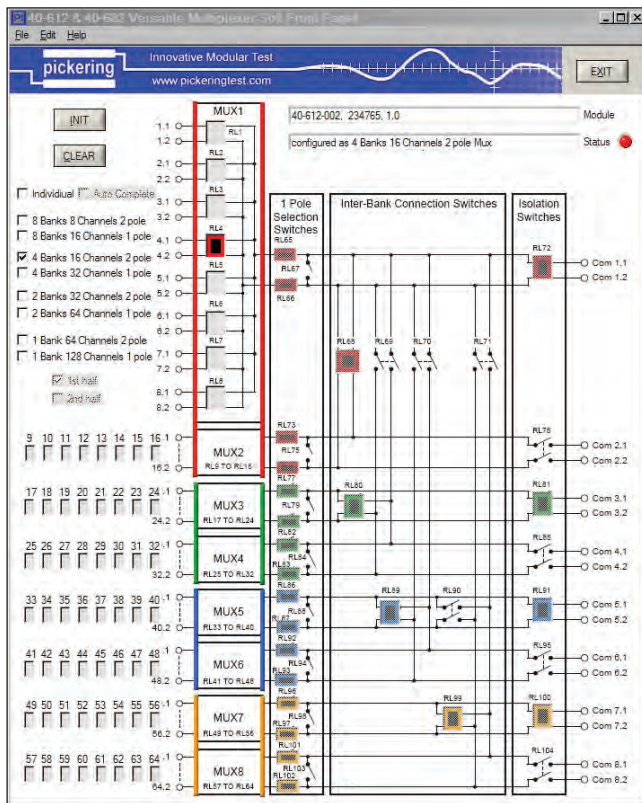 40-612 & 40-682 Versatile Multiplexer Soft Front Panel
File Edit Help
pickering
Innovative Modular Test
www.pickeringtest.com
EXIT
INIT
CLEAR
40-612-002, 234765, 1.0
Module
configured as 4 Banks 16 Channels 2 pole Mux
Status
Individual
Auto Complete
8 Banks 8 Channels 2 pole
8 Banks 16 Channels 1 pole
4 Banks 16 Channels 2 pole
4 Banks 32 Channels 1 pole
2 Banks 32 Channels 2 pole
2 Banks 64 Channels 1 pole
1 Bank 64 Channels 2 pole
1 Bank 128 Channels 1 pole
1st half
2nd half
MUX1
1.1
1.2
RL1
2.1
2.2
RL2
3.1
3.2
RL3
4.1
4.2
RL4
5.1
5.2
RL5
6.1
6.2
RL6
7.1
7.2
RL7
8.1
8.2
RL8
1 Pole Selection Switches
Inter-Bank Connection Switches
Isolation Switches
RL65
RL67
RL66
RL68
RL69
RL70
RL71
RL72
Com 1.1
Com 1.2
9 10 11 12 13 14 15 16.1
16.2
MUX2
RL9 TO RL16
RL73
RL75
RL78
Com 2.1
Com 2.2
17 18 19 20 21 22 23 24.1
24.2
MUX3
RL17 TO RL24
RL77
RL79
RL80
RL81
Com 3.1
Com 3.2
25 26 27 28 29 30 31 32.1
32.2
MUX4
RL25 TO RL32
RL82
RL84
RL83
RL85
Com 4.1
Com 4.2
33 34 35 36 37 38 39 40.1
40.2
MUX5
RL33 TO RL40
RL86
RL88
RL87
RL89
RL90
RL91
Com 5.1
Com 5.2
41 42 43 44 45 46 47 48.1
48.2
MUX6
RL41 TO RL48
RL92
RL94
RL93
RL95
Com 6.1
Com 6.2
49 50 51 52 53 54 55 56.1
56.2
MUX7
RL49 TO RL56
RL96
RL98
RL97
RL99
RL100
Com 7.1
Com 7.2
57 58 59 60 61 62 63 64.1
64.2
MUX8
RL57 TO RL64
RL101
RL103
RL102
RL104
Com 8.1
Com 8.2